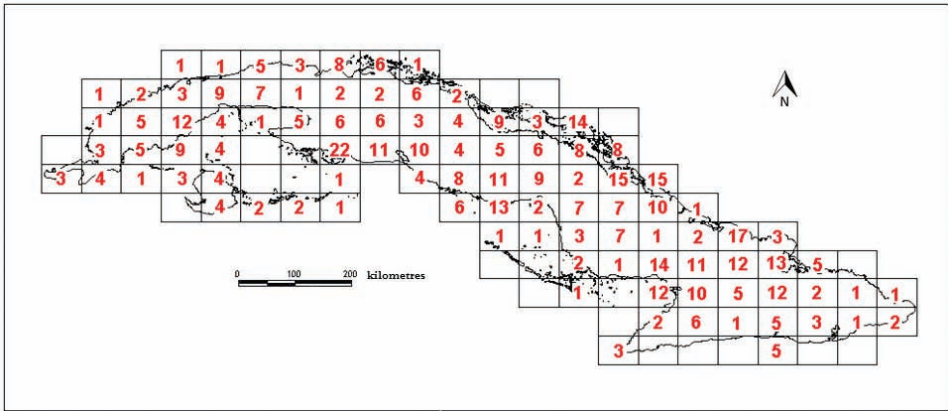 1 1 5 3 8 6 1
1 2 3 9 7 1 2 2 6 2
1 5 12 4 1 5 6 6 3 4 9 3 14
3 5 9 4 22 11 10 4 5 6 8 8
3 4 1 3 4 1 4 8 11 9 2 15 15
4 2 2 1 6 13 2 7 7 10 1
1 1 3 7 1 2 17 3
2 1 14 11 12 13 5
1 12 10 5 12 2 1 1
2 6 1 5 3 1 2
3 5
N
0 100 200 kilometres